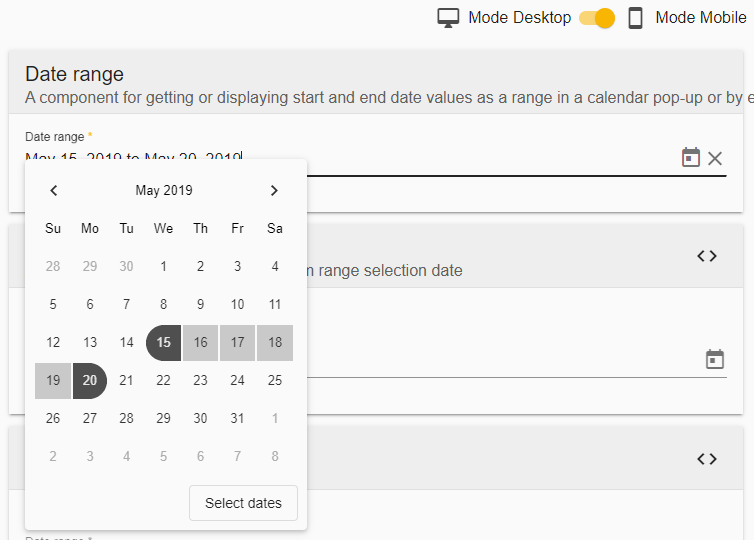 Mode Desktop Mode Mobile
Date range
A component for getting or displaying start and end date values as a range in a calendar pop-up or by
Date range *
May 15, 2019 to May 20, 2019
May 2019
Su Mo Tu We Th Fr Sa
28 29 30 1 2 3 4
5 6 7 8 9 10 11
12 13 14 15 16 17 18
19 20 21 22 23 24 25
26 27 28 29 30 31 1
2 3 4 5 6 7 8
Select dates
range selection date
Date range *